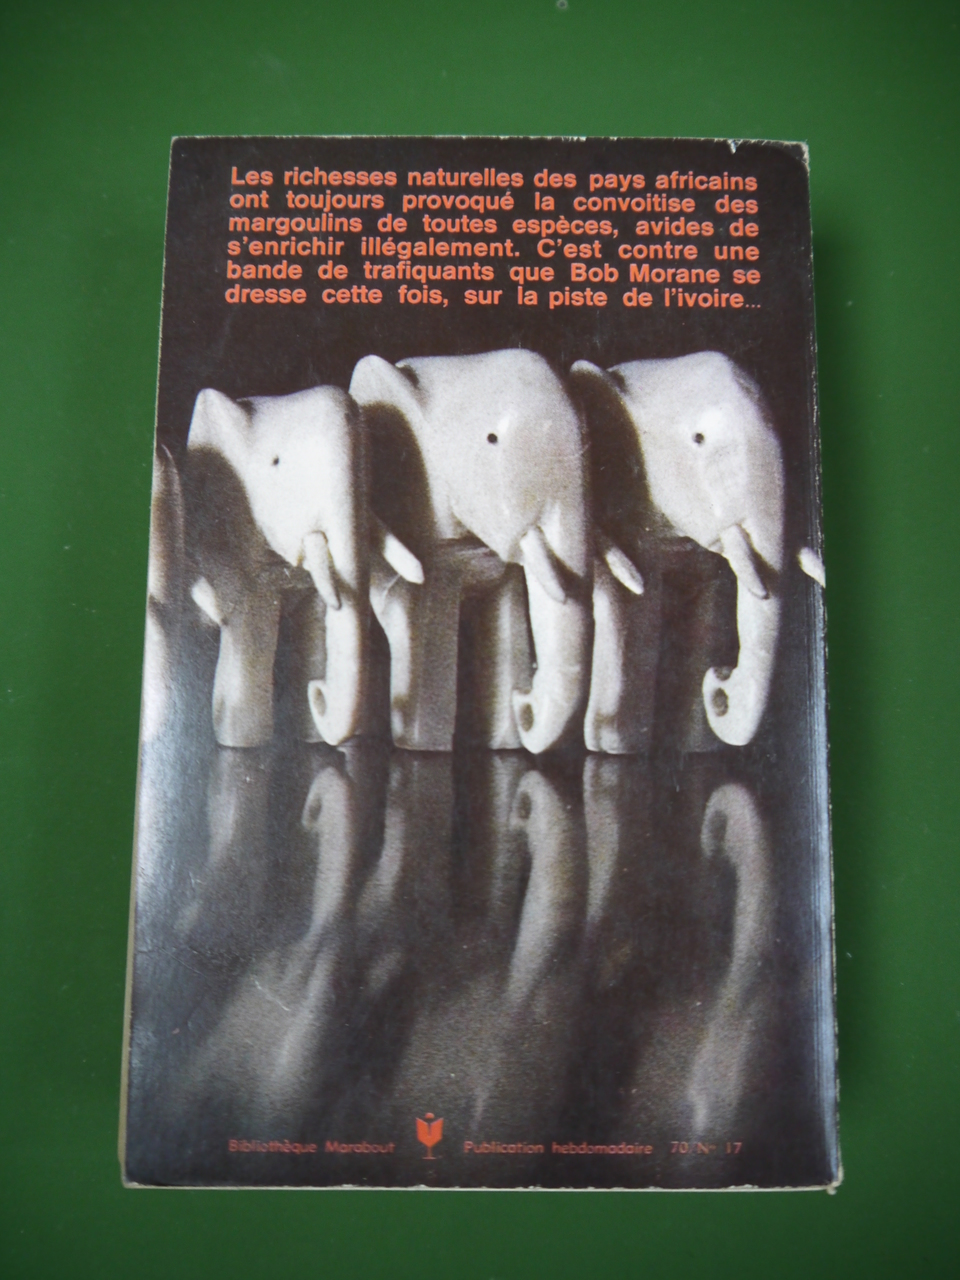 Les richesses naturelles des pays africains
ont toujours provoqué la convoitise des
margoulins de toutes espèces, avides de
s'enrichir illégalement. C'est contre une
bande de trafiquants que Bob Morane se
dresse cette fois, sur la piste de l'ivoire...
Bibliothèque Marabout Publication hebdomadaire 70/N° 17